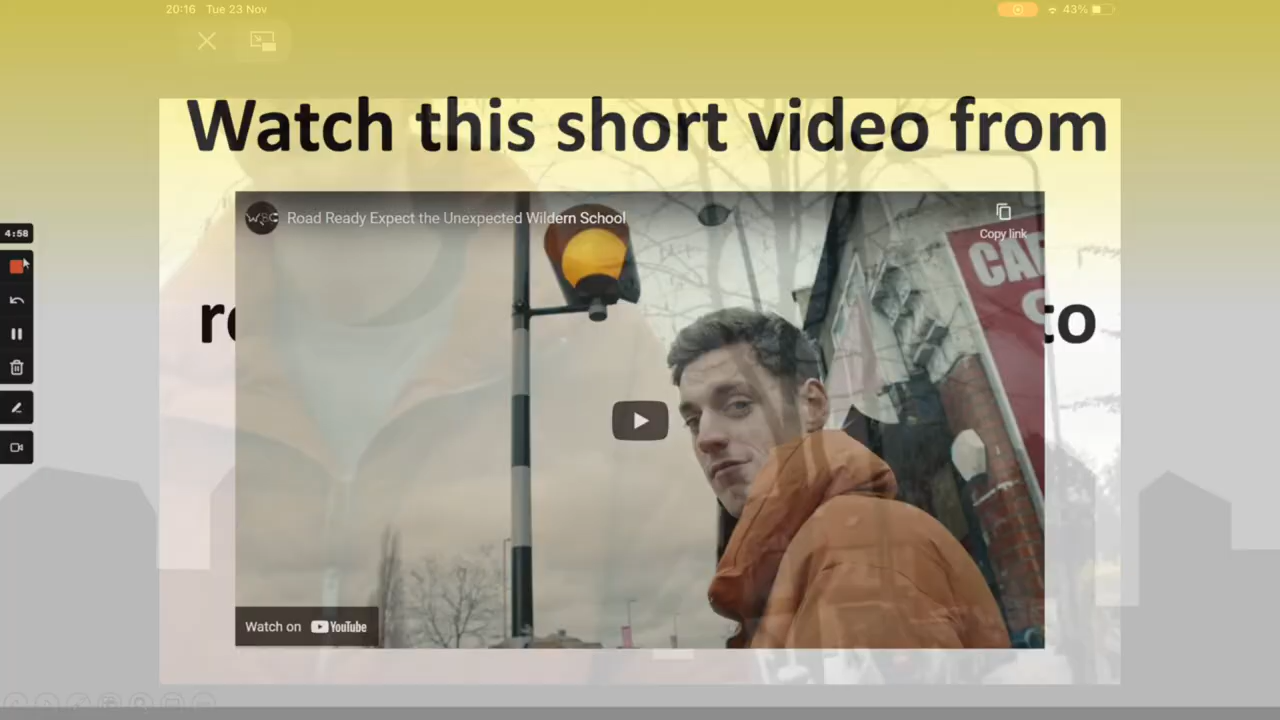 20:16 Tue 23 Nov
43%
Watch this short video from
4:58
Road Ready Expect the Unexpected Wildern School
Copy link
to
Watch on YouTube